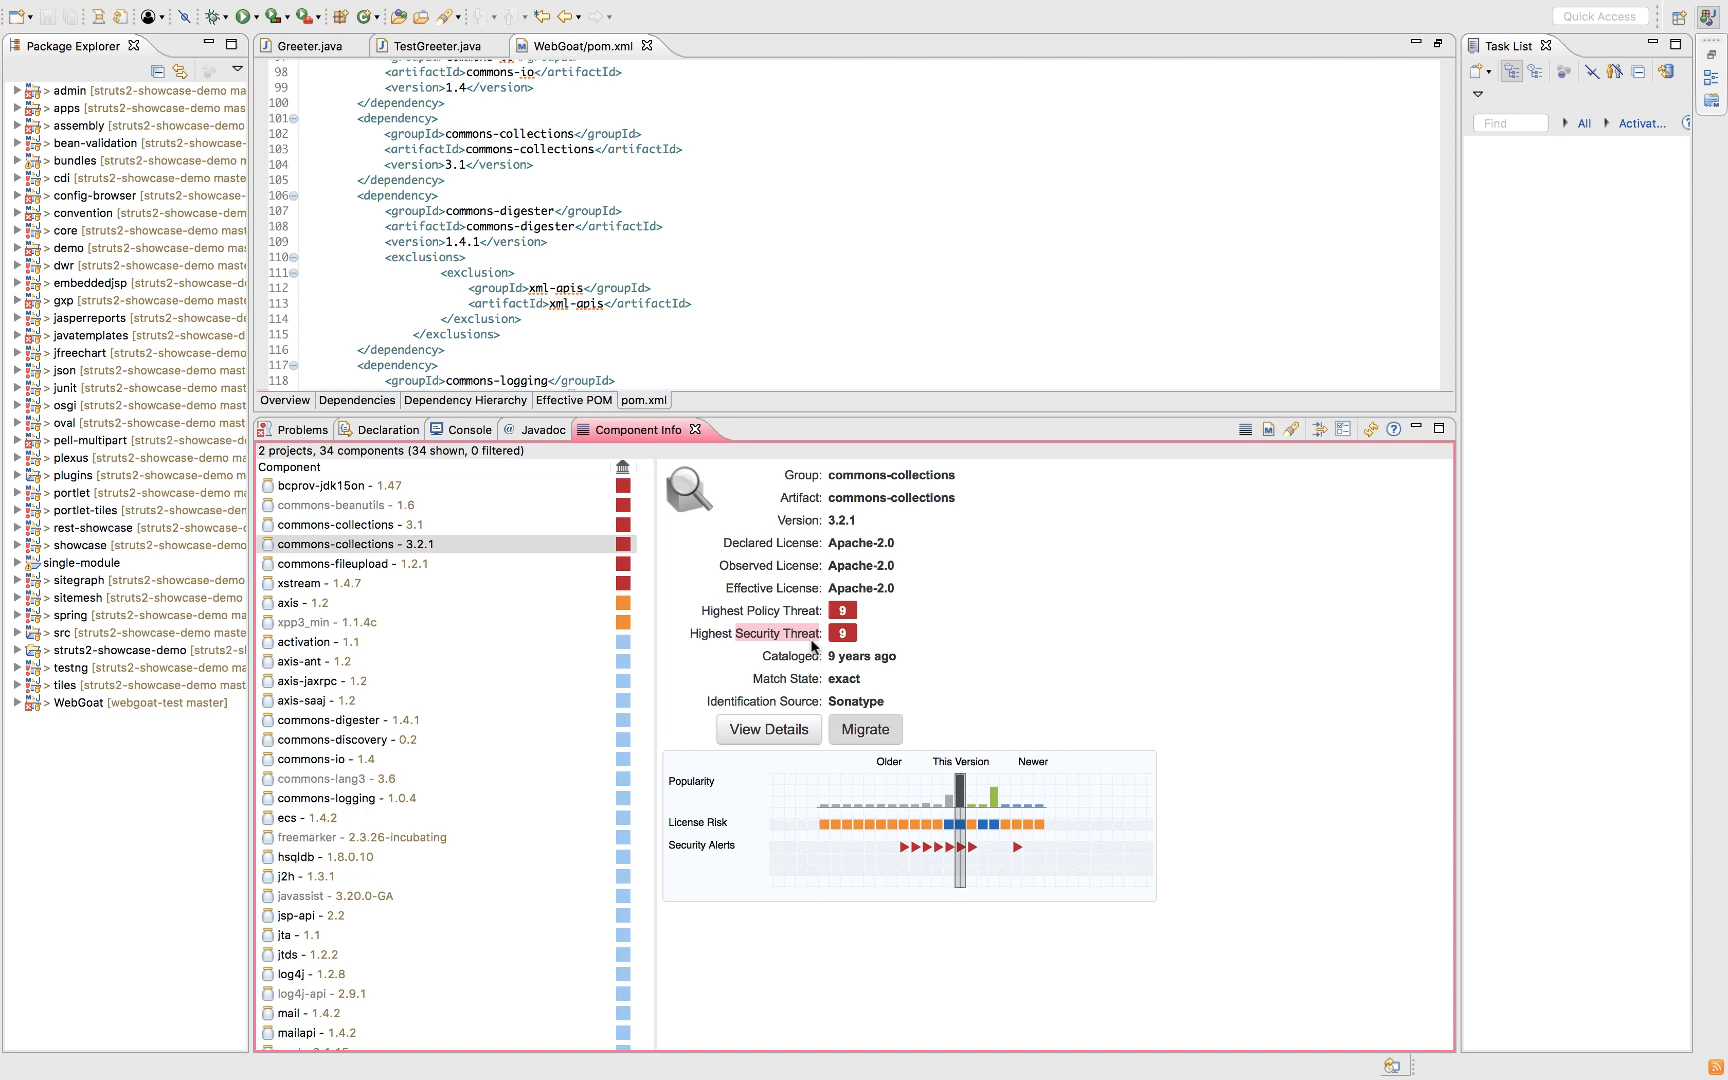 Quick Access
Package Explorer
> admin [struts2-showcase-demo ma
> apps [struts2-showcase-demo mas
> assembly [struts2-showcase-demo
> bean-validation [struts2-showcase-
> bundles [struts2-showcase-demo m
> cdi [struts2-showcase-demo maste
> config-browser [struts2-showcase-
> convention [struts2-showcase-dem
> core [struts2-showcase-demo mast
> demo [struts2-showcase-demo mas
> dwr [struts2-showcase-demo maste
> embeddedjsp [struts2-showcase-de
> gxp [struts2-showcase-demo mast
> jasperreports [struts2-showcase-de
> javatemplates [struts2-showcase-d
> jfreechart [struts2-showcase-demo
> json [struts2-showcase-demo mast
> junit [struts2-showcase-demo mast
> osgi [struts2-showcase-demo mast
> oval [struts2-showcase-demo mast
> pell-multipart [struts2-showcase-d
> plexus [struts2-showcase-demo ma
> plugins [struts2-showcase-demo m
> portlet [struts2-showcase-demo ma
> portlet-tiles [struts2-showcase-der
> rest-showcase [struts2-showcase-
> showcase [struts2-showcase-demo
single-module
> sitegraph [struts2-showcase-demo
> sitemesh [struts2-showcase-demo
> spring [struts2-showcase-demo ma
> src [struts2-showcase-demo maste
> struts2-showcase-demo [struts2-sh
> testng [struts2-showcase-demo ma
> tiles [struts2-showcase-demo mast
> WebGoat [webgoat-test master]
Greeter.java
TestGreeter.java
WebGoat/pom.xml
98 <artifactId>commons-io</artifactId>
99 <version>1.4</version>
100 </dependency>
101 <dependency>
102 <groupId>commons-collections</groupId>
103 <artifactId>commons-collections</artifactId>
104 <version>3.1</version>
105 </dependency>
106 <dependency>
107 <groupId>commons-digester</groupId>
108 <artifactId>commons-digester</artifactId>
109 <version>1.4.1</version>
110 <exclusions>
111 <exclusion>
112 <groupId>xml-apis</groupId>
113 <artifactId>xml-apis</artifactId>
114 </exclusion>
115 </exclusions>
116 </dependency>
117 <dependency>
118 <groupId>commons-logging</groupId>
Overview Dependencies Dependency Hierarchy Effective POM pom.xml
Problems Declaration Console @ Javadoc Component Info
2 projects, 34 components (34 shown, 0 filtered)
Component
bcprov-jdk15on - 1.47
commons-beanutils - 1.6
commons-collections - 3.1
commons-collections - 3.2.1
commons-fileupload - 1.2.1
xstream - 1.4.7
axis - 1.2
xpp3_min - 1.1.4c
activation - 1.1
axis-ant - 1.2
axis-jaxrpc - 1.2
axis-saaj - 1.2
commons-digester - 1.4.1
commons-discovery - 0.2
commons-io - 1.4
commons-lang3 - 3.6
commons-logging - 1.0.4
ecs - 1.4.2
freemarker - 2.3.26-incubating
hsqldb - 1.8.0.10
j2h - 1.3.1
javassist - 3.20.0-GA
jsp-api - 2.2
jta - 1.1
jtds - 1.2.2
log4j - 1.2.8
log4j-api - 2.9.1
mail - 1.4.2
mailapi - 1.4.2
Group: commons-collections
Artifact: commons-collections
Version: 3.2.1
Declared License: Apache-2.0
Observed License: Apache-2.0
Effective License: Apache-2.0
Highest Policy Threat: 9
Highest Security Threat: 9
Cataloged: 9 years ago
Match State: exact
Identification Source: Sonatype
View Details Migrate
Older This Version Newer
Popularity
License Risk
Security Alerts
Task List
Find All Activat...